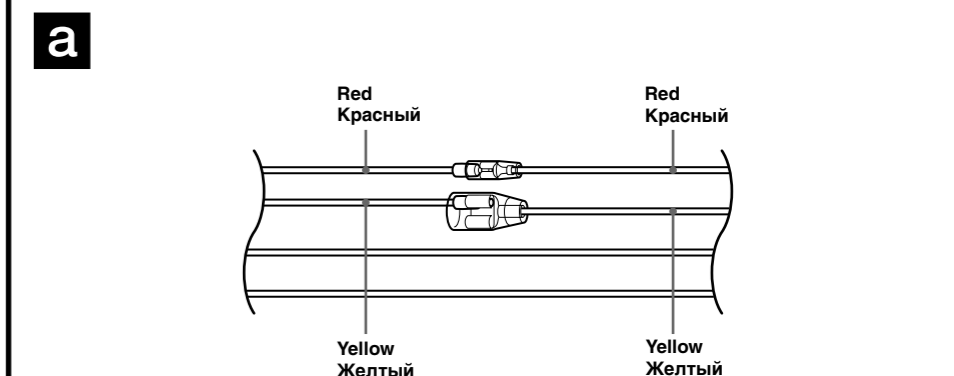 a
Red
Красный
Red
Красный
Yellow
Желтый
Yellow
Желтый